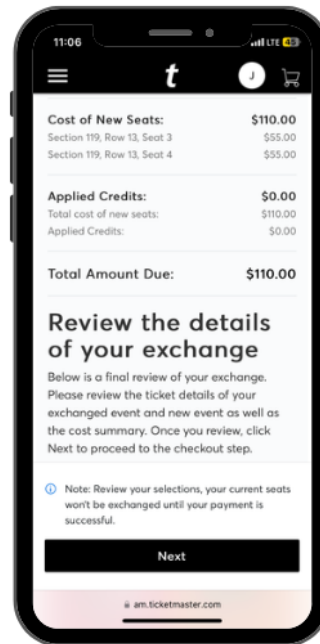 11:06 LTE 45
t J
Cost of New Seats: $110.00
Section 119, Row 13, Seat 3 $55.00
Section 119, Row 13, Seat 4 $55.00
Applied Credits: $0.00
Total cost of new seats: $110.00
Applied Credits: $0.00
Total Amount Due: $110.00
Review the details
of your exchange
Below is a final review of your exchange.
Please review the ticket details of your
exchanged event and new event as well as
the cost summary. Once you review, click
Next to proceed to the checkout step.
Note: Review your selections, your current seats
won't be exchanged until your payment is
successful.
Next
am.ticketmaster.com